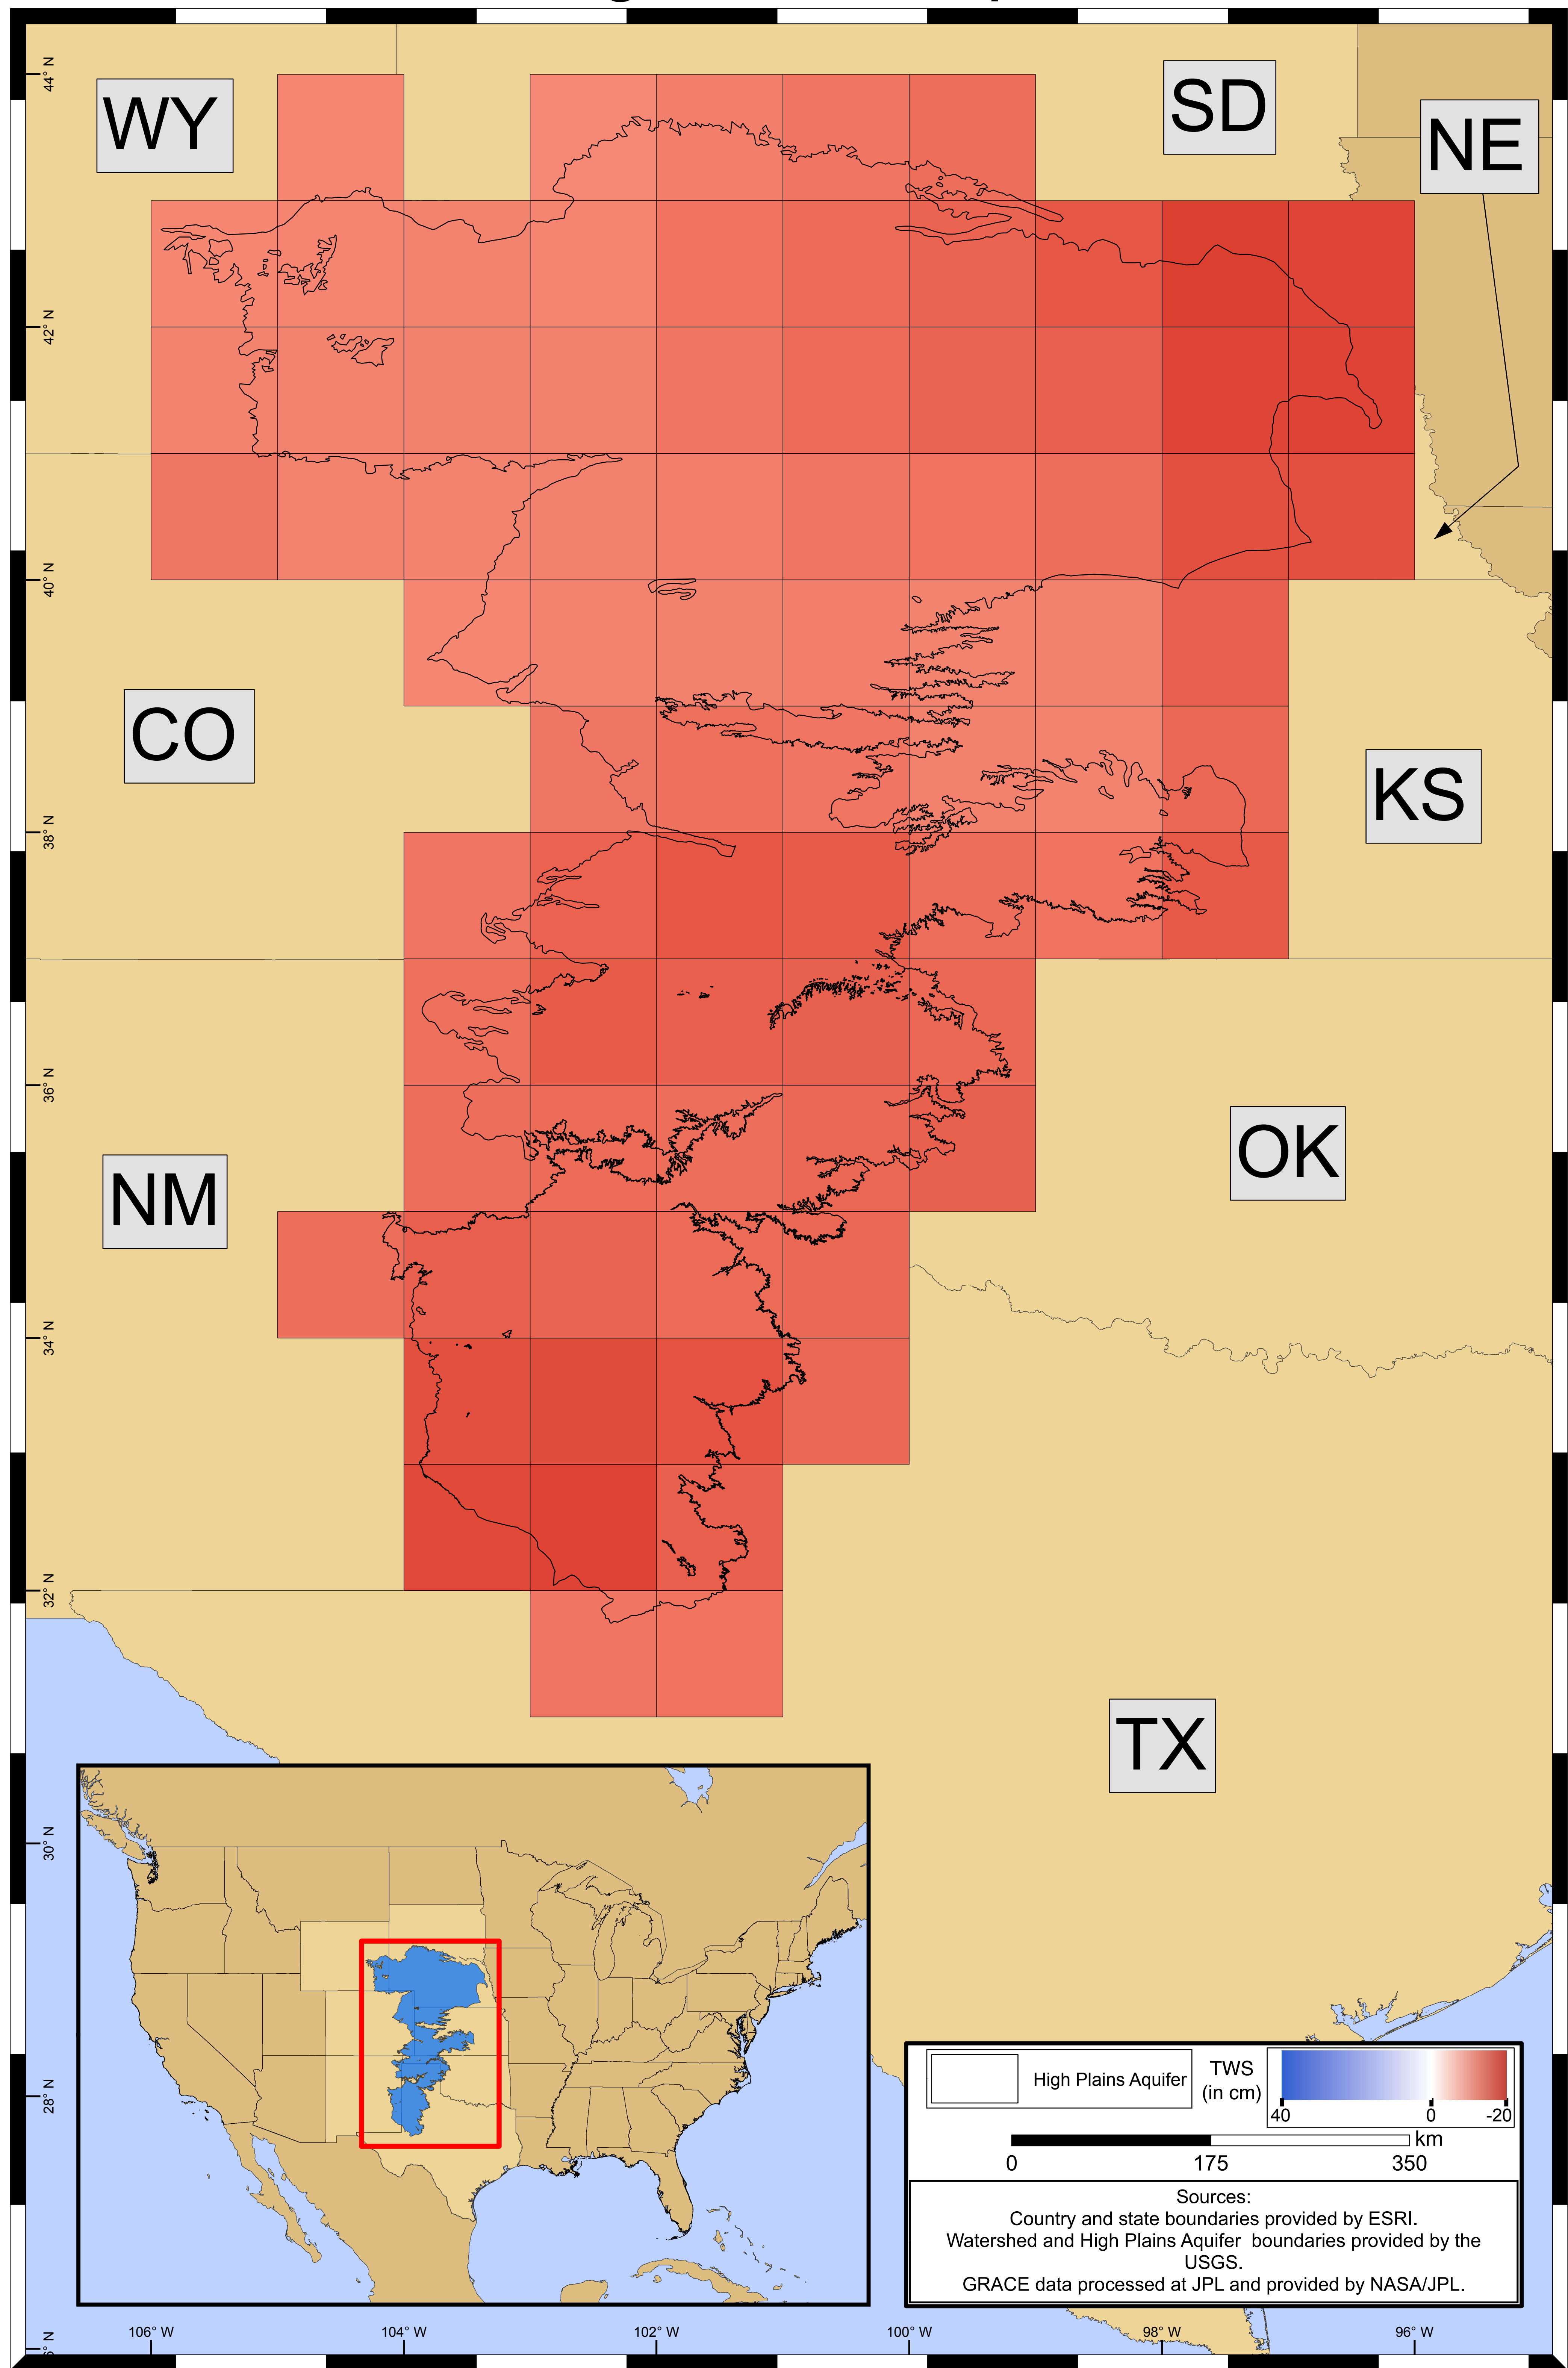 WY
SD
NE
CO
KS
NM
OK
TX
44° N
42° N
40° N
38° N
36° N
34° N
32° N
30° N
28° N
° N
106° W
104° W
102° W
100° W
98° W
96° W
High Plains Aquifer
TWS
(in cm)
40
0
-20
km
0
175
350
Sources:
Country and state boundaries provided by ESRI.
Watershed and High Plains Aquifer boundaries provided by the
USGS.
GRACE data processed at JPL and provided by NASA/JPL.